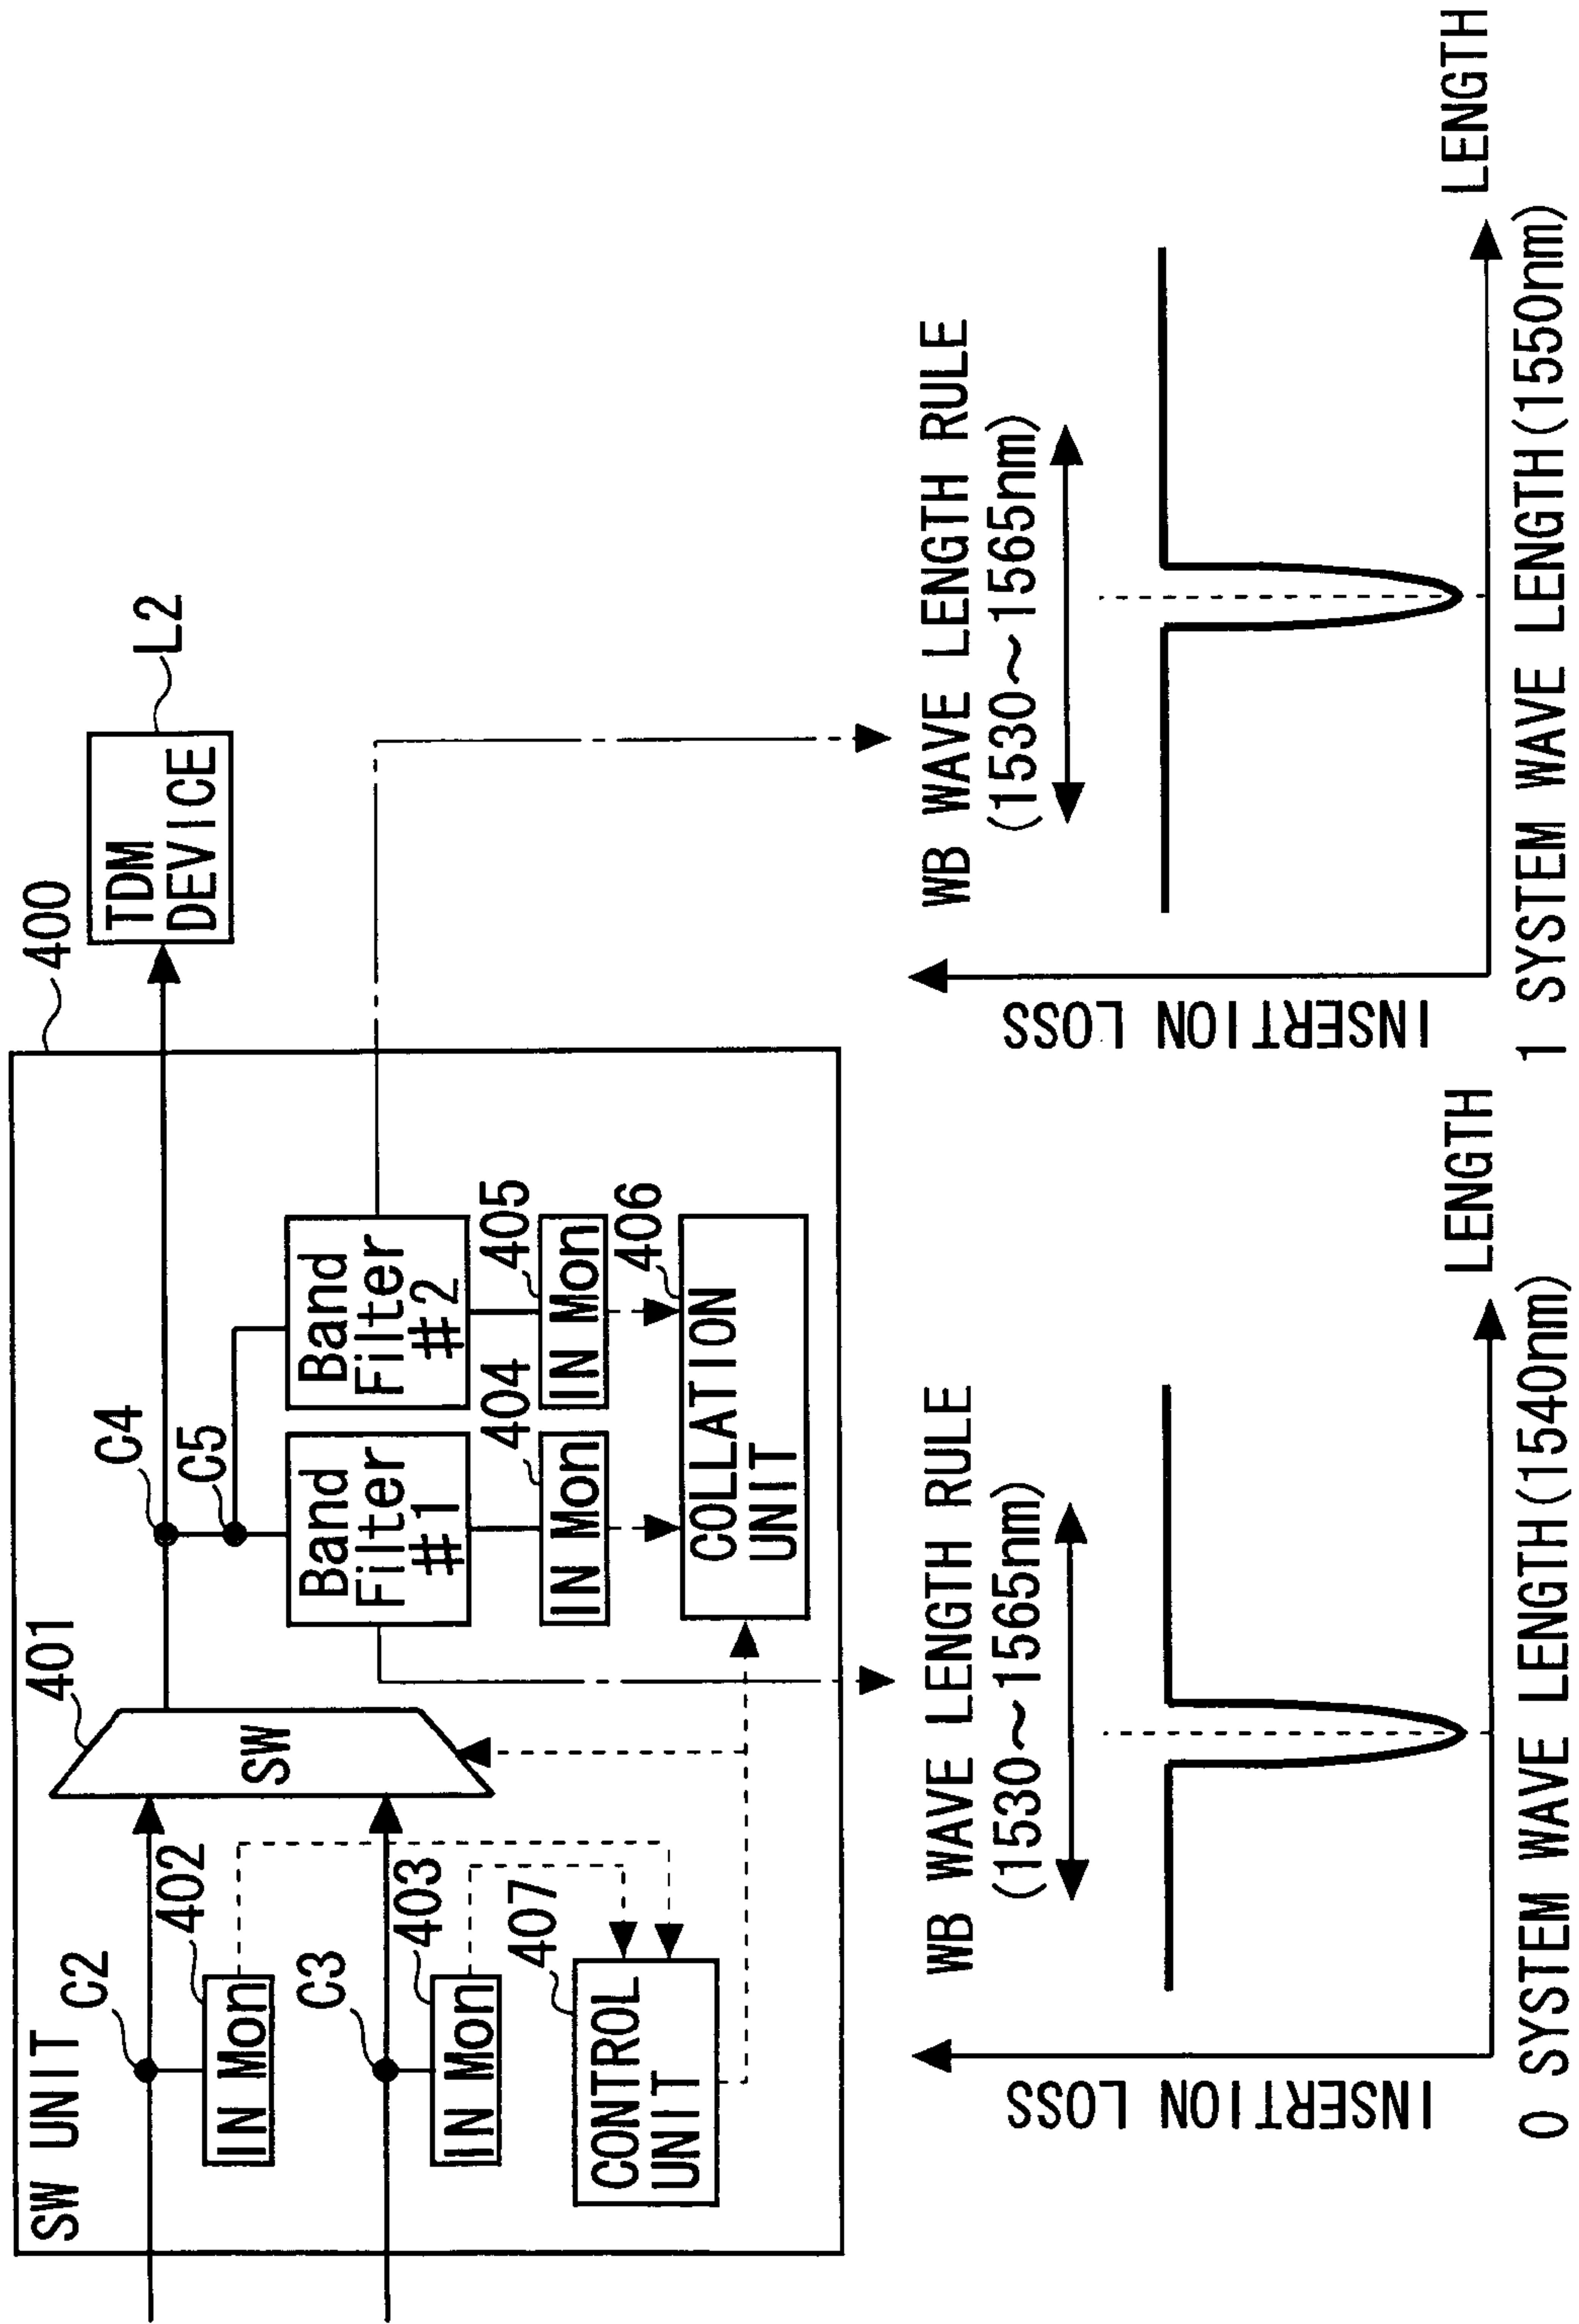 SW UNIT
400
C2
402
IN Mon
C3
403
IN Mon
407
CONTROL
UNIT
401
SW
C4
C5
Band
Filter
#1
Band
Filter
#2
404
IN Mon
405
IN Mon
406
COLLATION
UNIT
TDM
DEVICE
L2
WB WAVE LENGTH RULE
(1530~1565nm)
INSERTION LOSS
LENGTH
0 SYSTEM WAVE LENGTH(1540nm)
WB WAVE LENGTH RULE
(1530~1565nm)
INSERTION LOSS
LENGTH
1 SYSTEM WAVE LENGTH(1550nm)